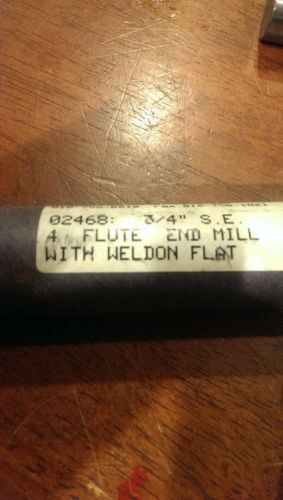 02468: 3/4" S.E.
4 FLUTE END MILL
WITH WELDON FLAT